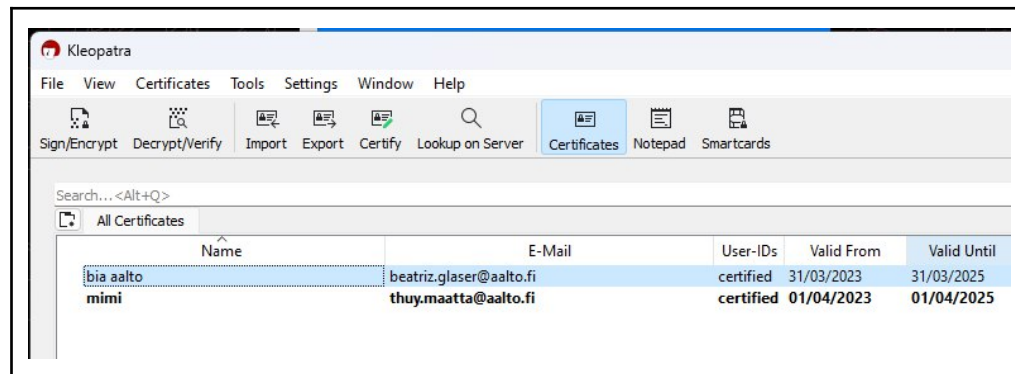 Kleopatra
File View Certificates Tools Settings Window Help
Sign/Encrypt Decrypt/Verify Import Export Certify Lookup on Server Certificates Notepad Smartcards
Search...<Alt+Q>
All Certificates
Name E-Mail User-IDs Valid From Valid Until
bia aalto beatriz.glaser@aalto.fi certified 31/03/2023 31/03/2025
mimi thuy.maatta@aalto.fi certified 01/04/2023 01/04/2025